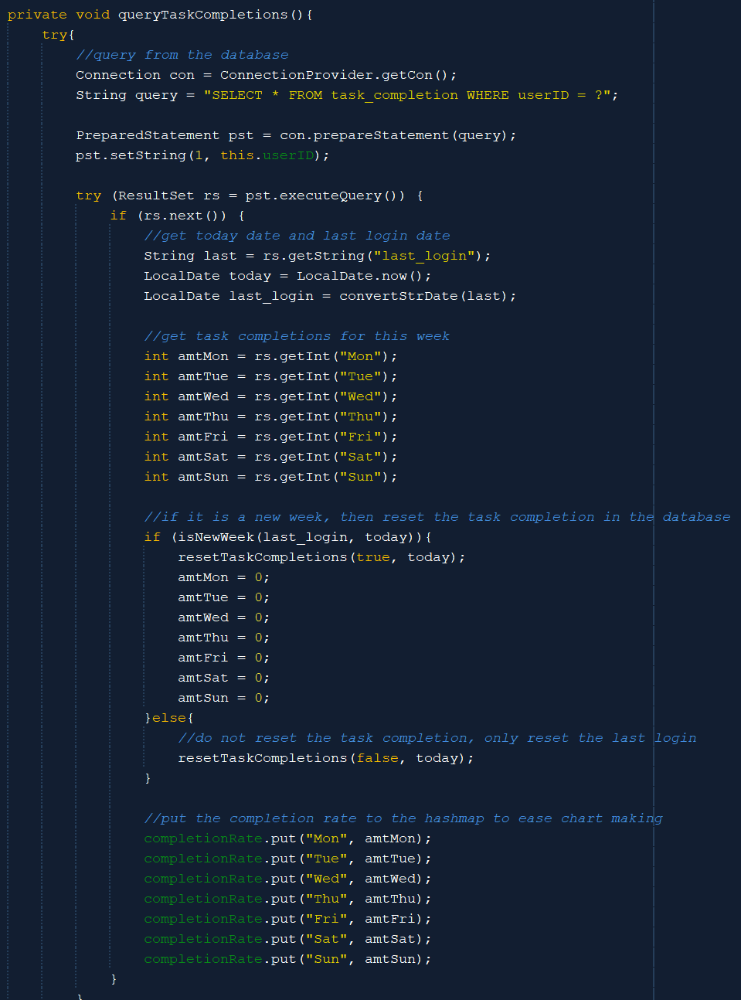 private void queryTaskCompletions(){
try{
//query from the database
Connection con = ConnectionProvider.getCon();
String query = "SELECT * FROM task_completion WHERE userID = ?";
PreparedStatement pst = con.prepareStatement(query);
pst.setString(1, this.userID);
try (ResultSet rs = pst.executeQuery()) {
if (rs.next()) {
//get today date and last login date
String last = rs.getString("last_login");
LocalDate today = LocalDate.now();
LocalDate last_login = convertStrDate(last);
//get task completions for this week
int amtMon = rs.getInt("Mon");
int amtTue = rs.getInt("Tue");
int amtWed = rs.getInt("Wed");
int amtThu = rs.getInt("Thu");
int amtFri = rs.getInt("Fri");
int amtSat = rs.getInt("Sat");
int amtSun = rs.getInt("Sun");
//if it is a new week, then reset the task completion in the database
if (isNewWeek(last_login, today)){
resetTaskCompletions(true, today);
amtMon = 0;
amtTue = 0;
amtWed = 0;
amtThu = 0;
amtFri = 0;
amtSat = 0;
amtSun = 0;
}else{
//do not reset the task completion, only reset the last login
resetTaskCompletions(false, today);
}
//put the completion rate to the hashmap to ease chart making
completionRate.put("Mon", amtMon);
completionRate.put("Tue", amtTue);
completionRate.put("Wed", amtWed);
completionRate.put("Thu", amtThu);
completionRate.put("Fri", amtFri);
completionRate.put("Sat", amtSat);
completionRate.put("Sun", amtSun);
}
}